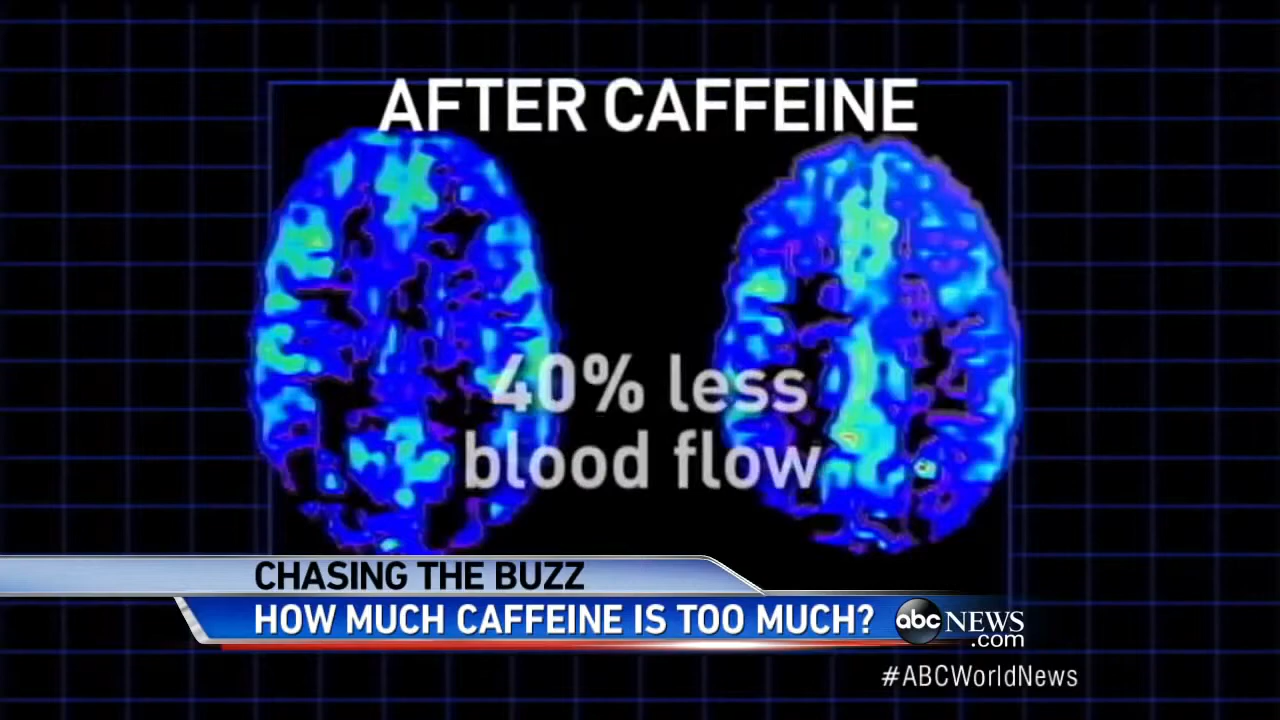 AFTER CAFFEINE
40% less
blood flow
CHASING THE BUZZ
HOW MUCH CAFFEINE IS TOO MUCH?
abc NEWS
.com
#ABCWorldNews